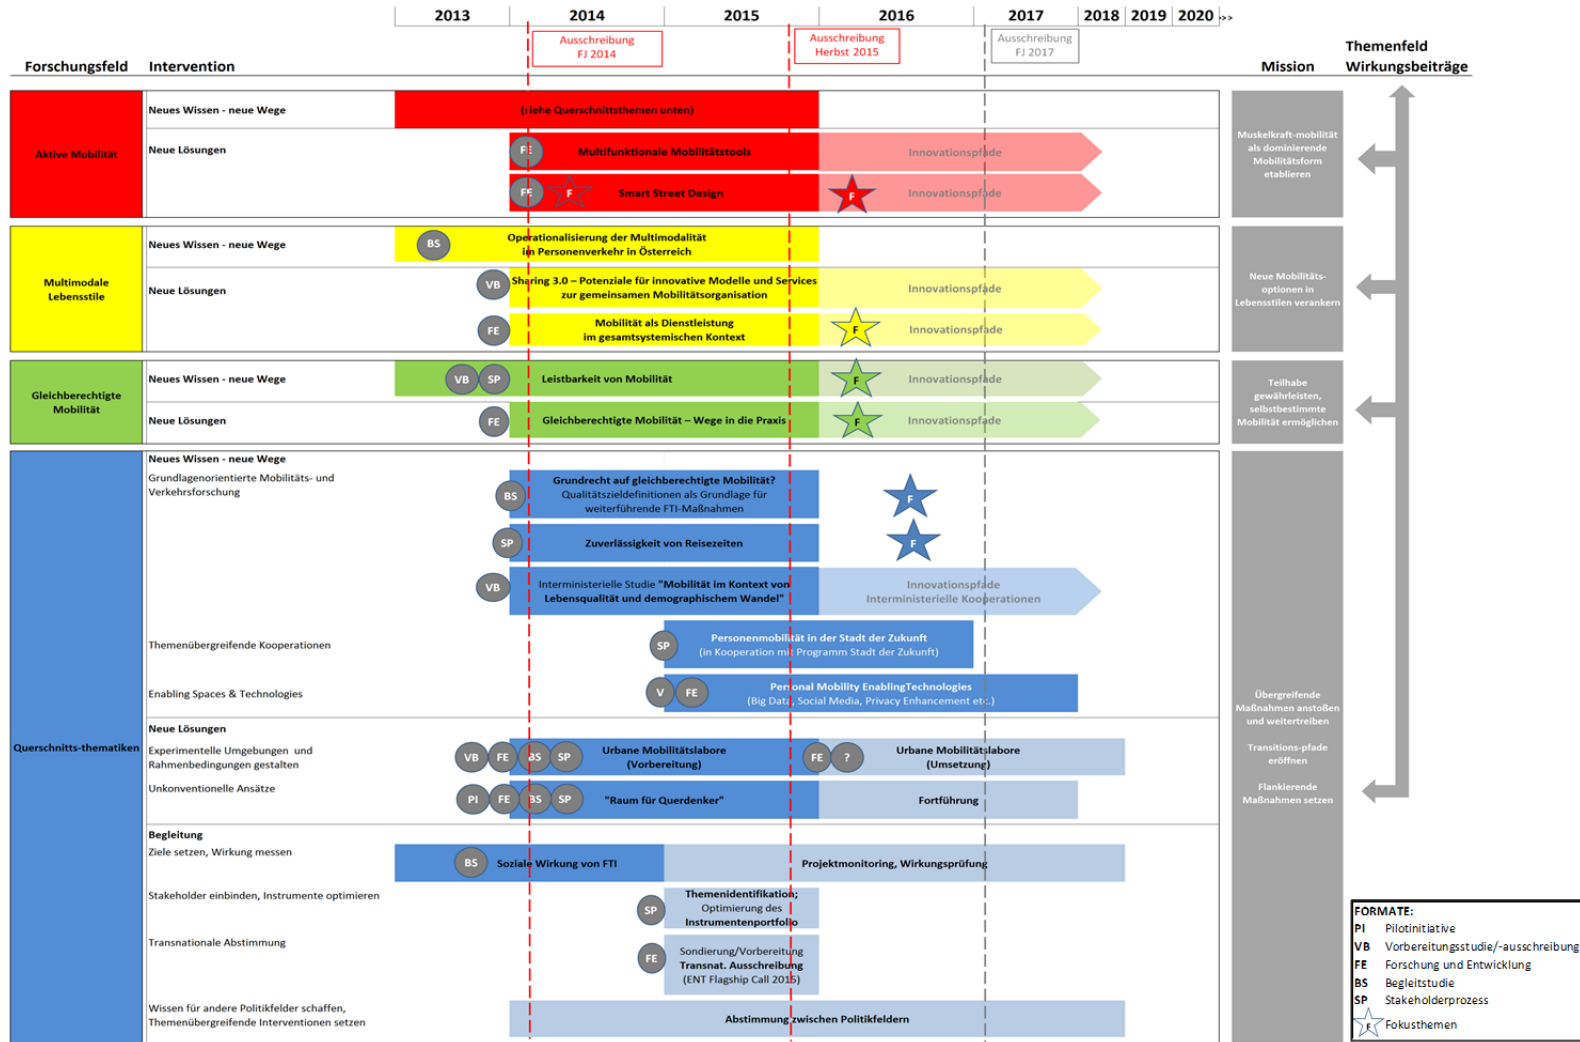 2013 2014 2015 2016 2017 2018 2019 2020 >>
Ausschreibung
FJ 2014
Ausschreibung
Herbst 2015
Ausschreibung
FJ 2017
Forschungsfeld Intervention Mission
Themenfeld
Wirkungsbeiträge
Aktive Mobilität
Neues Wissen - neue Wege
(siehe Querschnittsthemen unten)
Neue Lösungen
FE Multifunktionale Mobilitätstools Innovationspfade
FE F Smart Street Design F Innovationspfade
Muskelkraft-mobilität
als dominierende
Mobilitätsform
etablieren
Multimodale
Lebensstile
Neues Wissen - neue Wege
BS Operationalisierung der Multimodalität
im Personenverkehr in Österreich
Neue Lösungen
VB Sharing 3.0 – Potenziale für innovative Modelle und Services
zur gemeinsamen Mobilitätsorganisation
Innovationspfade
FE Mobilität als Dienstleistung
im gesamtsystemischen Kontext
F Innovationspfade
Neue Mobilitäts-
optionen in
Lebensstilen verankern
Gleichberechtigte
Mobilität
Neues Wissen - neue Wege
VB SP Leistbarkeit von Mobilität F Innovationspfade
Neue Lösungen
FE Gleichberechtigte Mobilität – Wege in die Praxis F Innovationspfade
Teilhabe
gewährleisten,
selbstbestimmte
Mobilität ermöglichen
Querschnitts-thematiken
Neues Wissen - neue Wege
Grundlagenorientierte Mobilitäts- und
Verkehrsforschung
BS Grundrecht auf gleichberechtigte Mobilität?
Qualitätszieldefinitionen als Grundlage für
weiterführende FTI-Maßnahmen
F
SP Zuverlässigkeit von Reisezeiten F
VB Interministerielle Studie "Mobilität im Kontext von
Lebensqualität und demographischem Wandel"
Innovationspfade
Interministerielle Kooperationen
Themenübergreifende Kooperationen
SP Personenmobilität in der Stadt der Zukunft
(in Kooperation mit Programm Stadt der Zukunft)
Enabling Spaces & Technologies
V FE Personal Mobility EnablingTechnologies
(Big Data, Social Media, Privacy Enhancement etc.)
Neue Lösungen
Experimentelle Umgebungen und
Rahmenbedingungen gestalten
VB FE BS SP Urbane Mobilitätslabore
(Vorbereitung)
FE ? Urbane Mobilitätslabore
(Umsetzung)
Unkonventionelle Ansätze
PI FE BS SP "Raum für Querdenker" Fortführung
Begleitung
Ziele setzen, Wirkung messen
BS Soziale Wirkung von FTI Projektmonitoring, Wirkungsprüfung
Stakeholder einbinden, Instrumente optimieren
SP Themenidentifikation;
Optimierung des
Instrumentenportfolio
Transnationale Abstimmung
FE Sondierung/Vorbereitung
Transnat. Ausschreibung
(ENT Flagship Call 2015)
Wissen für andere Politikfelder schaffen,
Themenübergreifende Interventionen setzen
Abstimmung zwischen Politikfeldern
Übergreifende
Maßnahmen anstoßen
und weitertreiben
Transitions-pfade
eröffnen
Flankierende
Maßnahmen setzen
FORMATE:
PI Pilotinitiative
VB Vorbereitungsstudie/-ausschreibung
FE Forschung und Entwicklung
BS Begleitstudie
SP Stakeholderprozess
F Fokusthemen